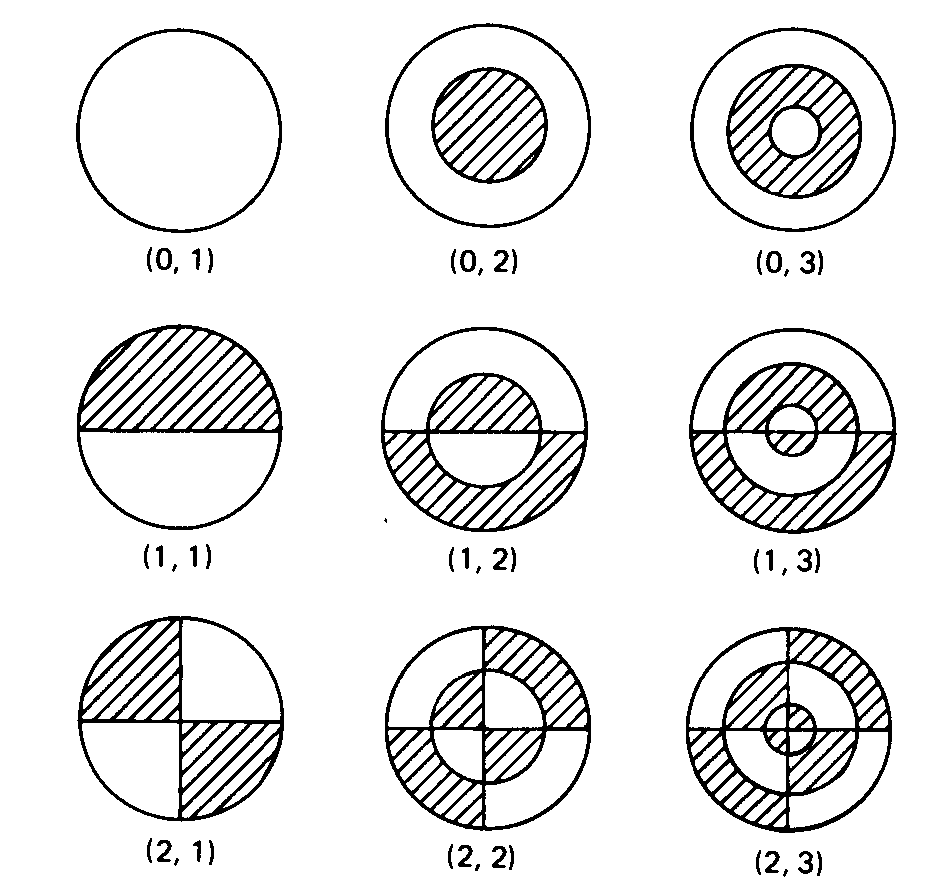 (0, 1) (0, 2) (0, 3)
(1, 1) (1, 2) (1, 3)
(2, 1) (2, 2) (2, 3)